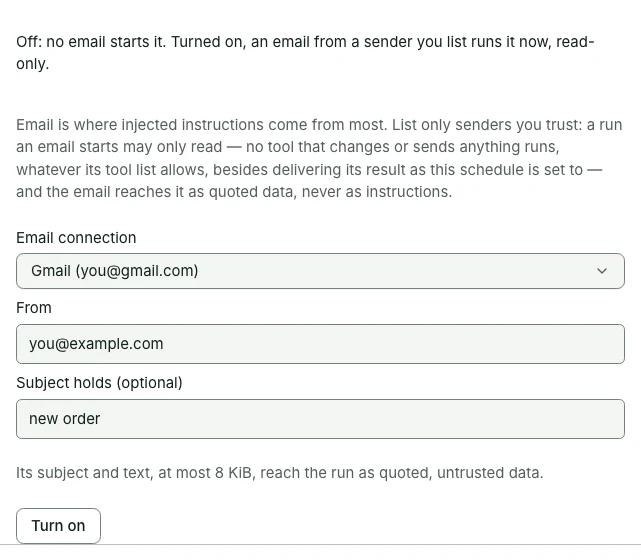 Off: no email starts it. Turned on, an email from a sender you list runs it now, read-
only.
Email is where injected instructions come from most. List only senders you trust: a run
an email starts may only read — no tool that changes or sends anything runs,
whatever its tool list allows, besides delivering its result as this schedule is set to —
and the email reaches it as quoted data, never as instructions.
Email connection
Gmail (you@gmail.com)
From
you@example.com
Subject holds (optional)
new order
Its subject and text, at most 8 KiB, reach the run as quoted, untrusted data.
Turn on